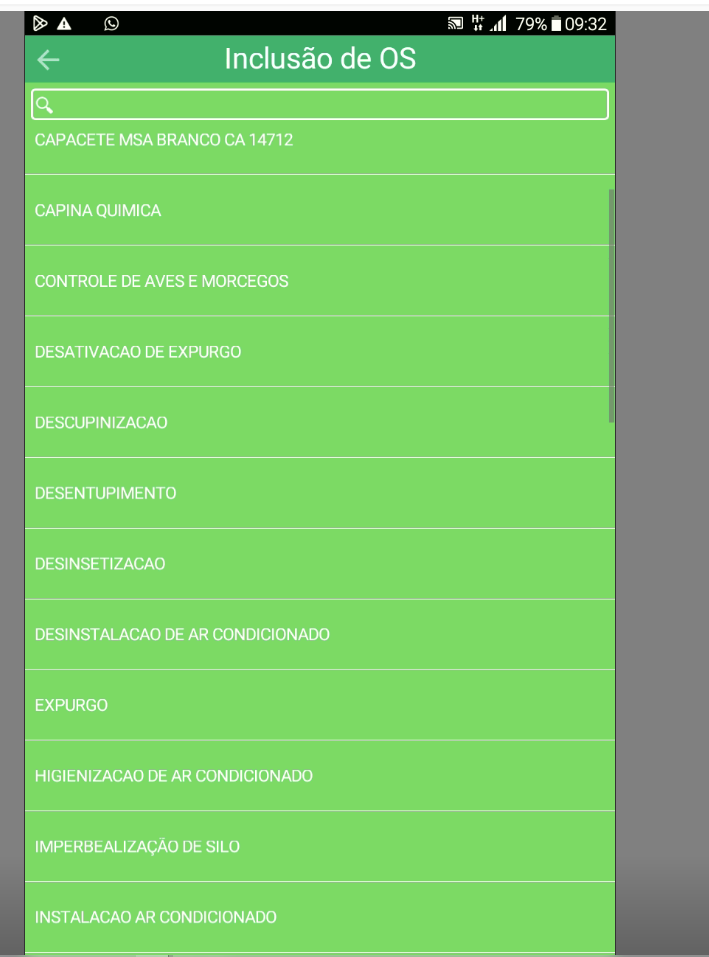 79% 09:32
Inclusão de OS
CAPACETE MSA BRANCO CA 14712
CAPINA QUIMICA
CONTROLE DE AVES E MORCEGOS
DESATIVACAO DE EXPURGO
DESCUPINIZACAO
DESENTUPIMENTO
DESINSETIZACAO
DESINSTALACAO DE AR CONDICIONADO
EXPURGO
HIGIENIZACAO DE AR CONDICIONADO
IMPERBEALIZAÇÃO DE SILO
INSTALACAO AR CONDICIONADO